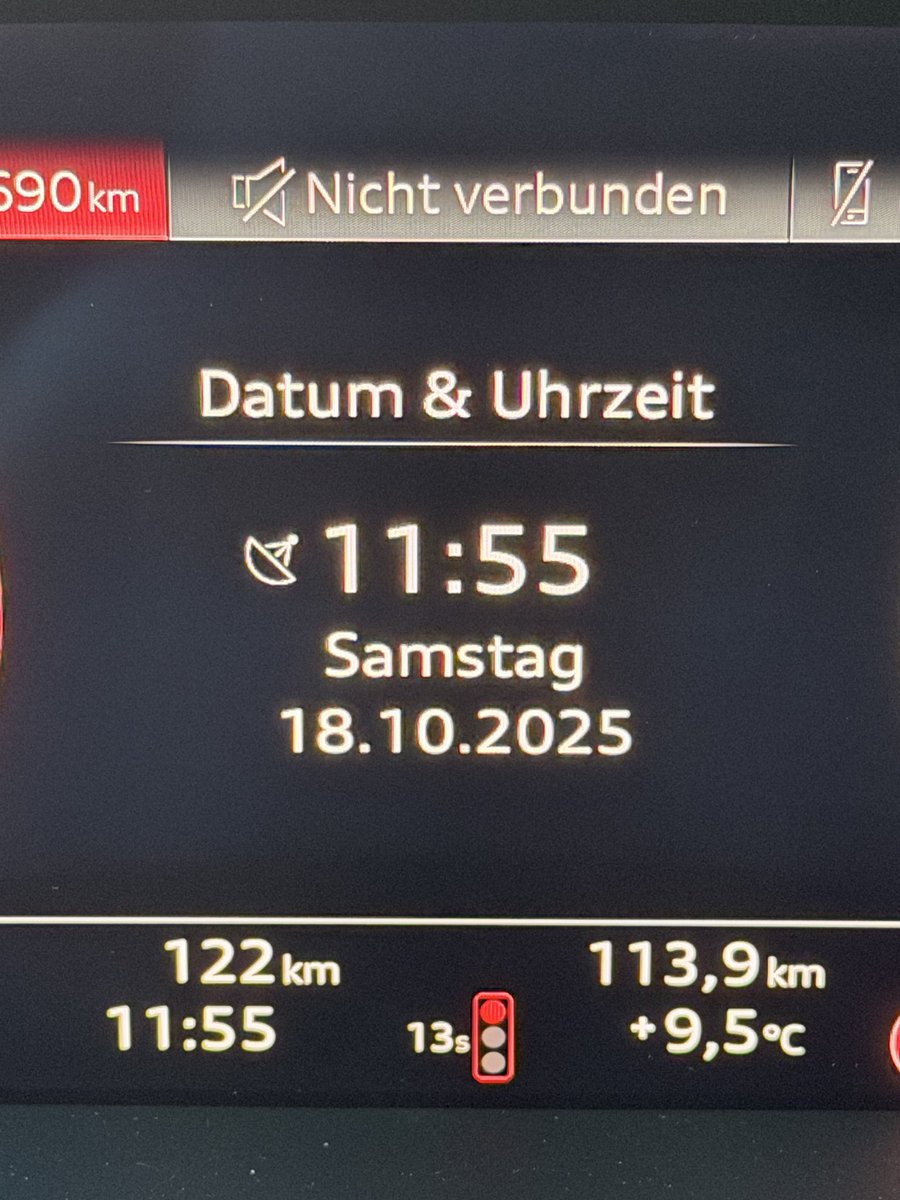 690 km
Nicht verbunden
Datum & Uhrzeit
11:55
Samstag
18.10.2025
122 km
113,9 km
11:55
13s
+9,5°C